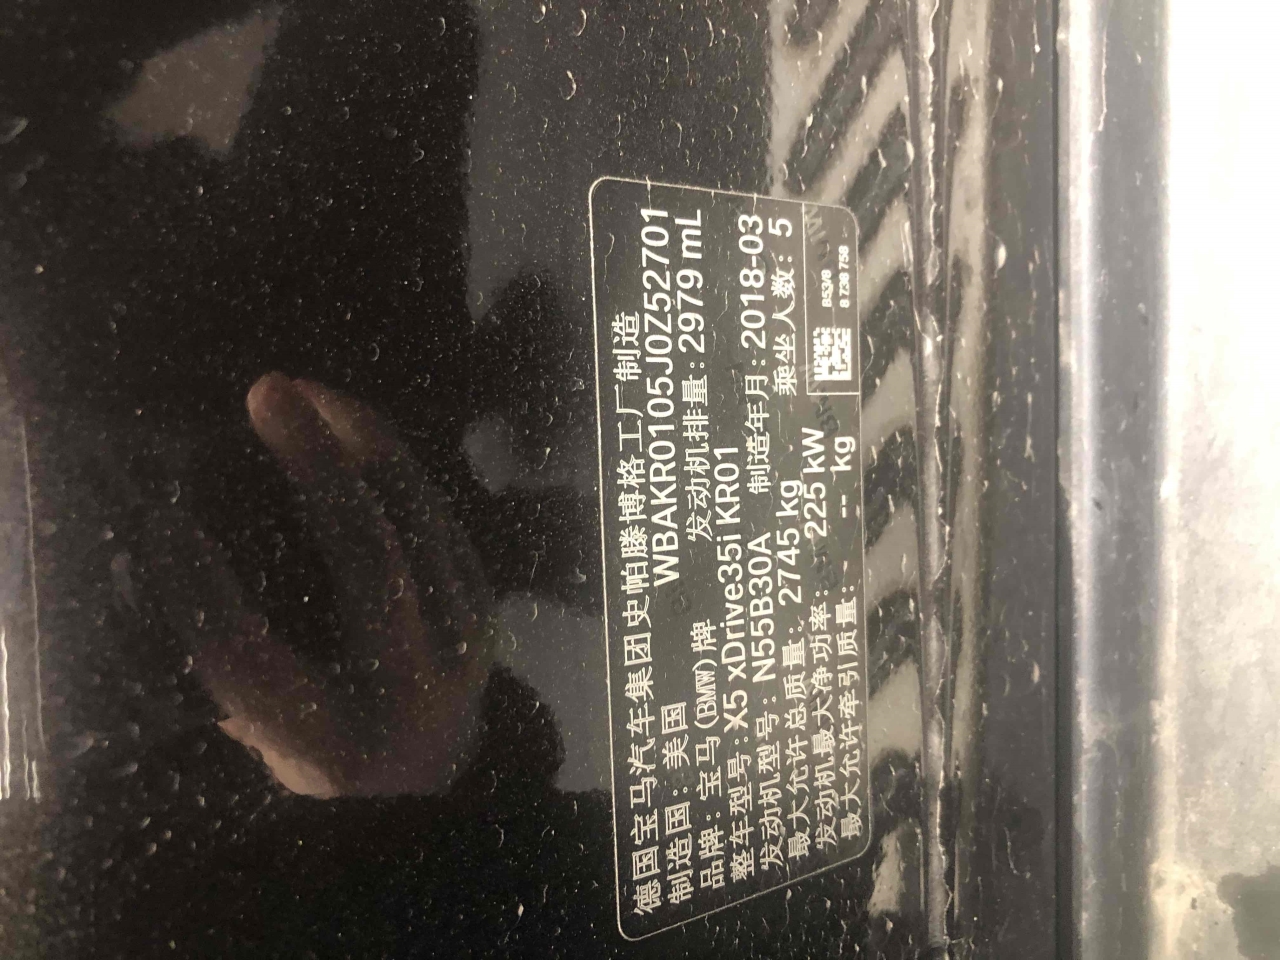 德国宝马汽车集团史帕滕博格工厂制造
制造国：美国 WBAKR0105J0Z52701
品牌：宝马(BMW)牌 发动机排量：2979 mL
整车型号：X5 xDrive35i KR01
发动机型号：N55B30A 制造年月：2018-03
最大允许总质量：2745 kg 乘坐人数：5
发动机最大净功率：225 kW
最大允许牵引质量：-- kg
8 738 758